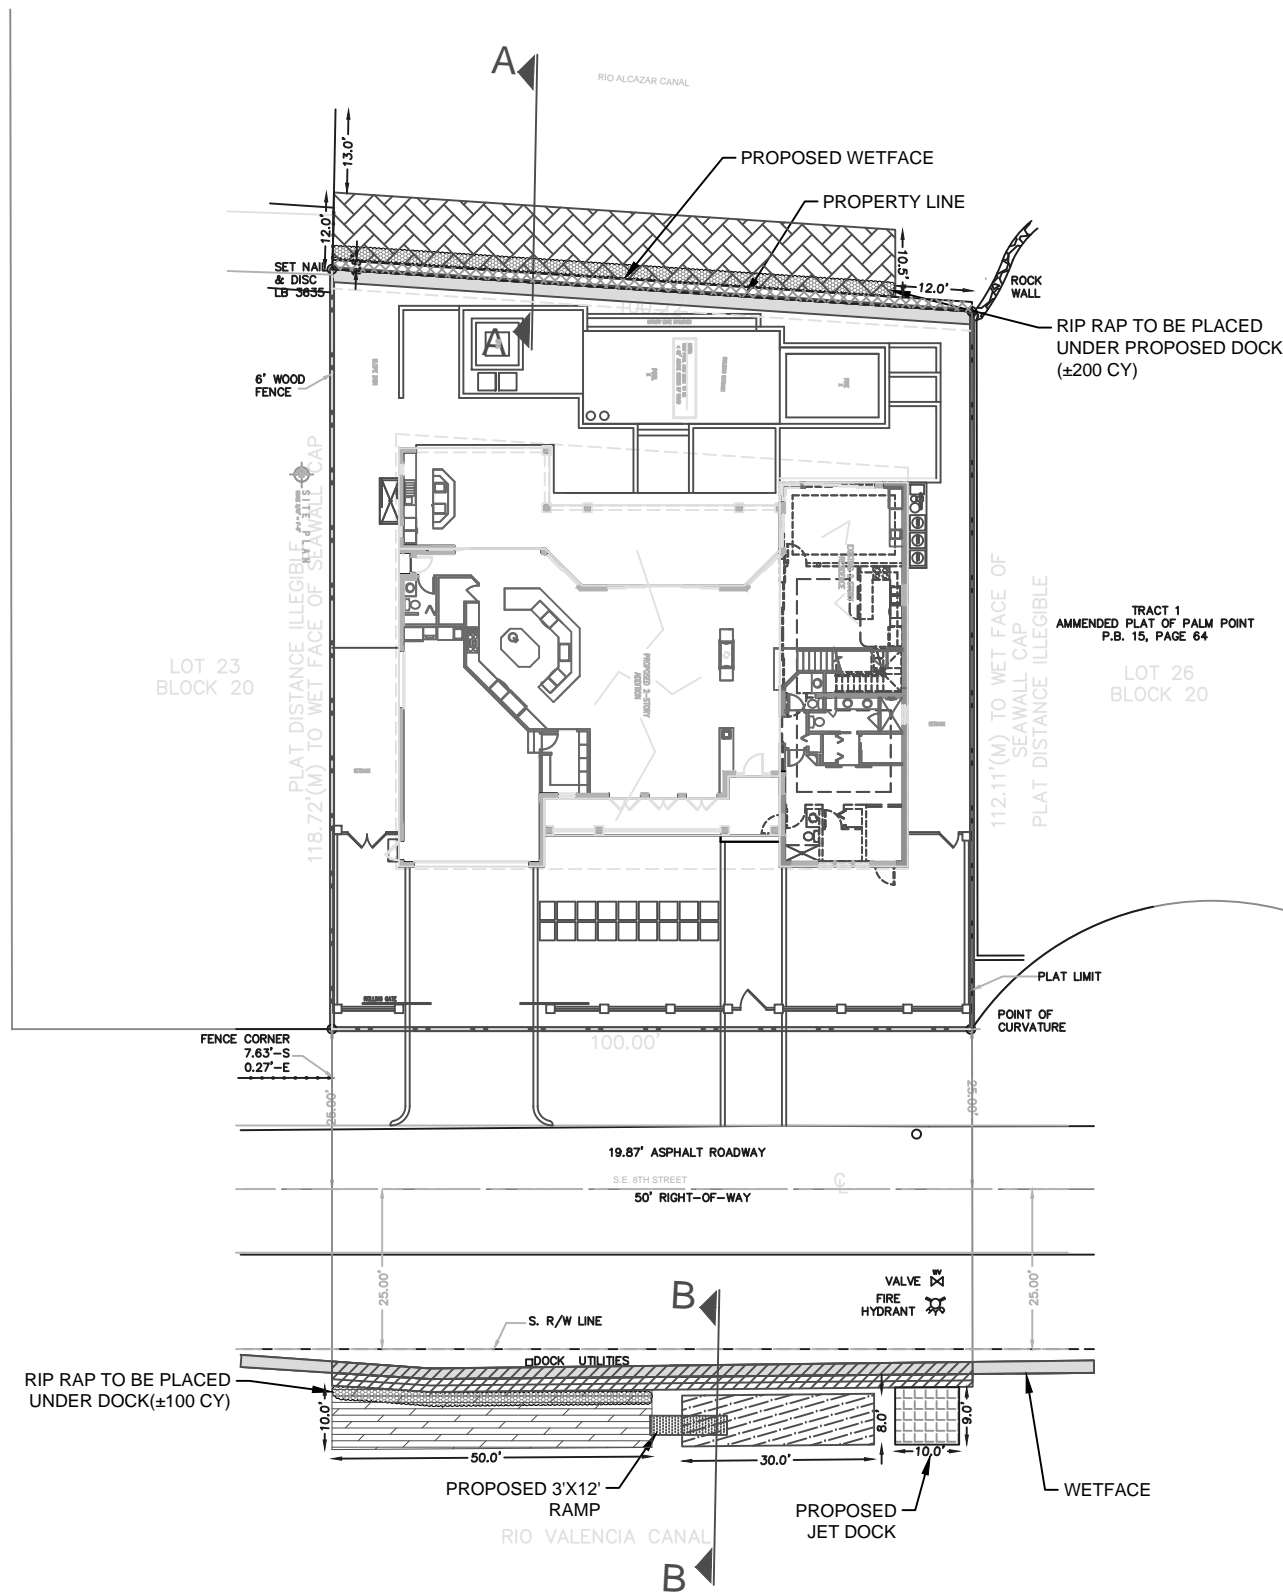 A
RIO ALCAZAR CANAL
13.0'
PROPOSED WETFACE
PROPERTY LINE
12.0'
10.5'
SET NAIL
& DISC
LB 3635
12.0'
ROCK
WALL
A
RIP RAP TO BE PLACED
UNDER PROPOSED DOCK
(±200 CY)
6' WOOD
FENCE
POOL
SITE PLAN
PLAT DISTANCE ILLEGIBLE
118.72'(M) TO WET FACE OF SEAWALL CAP
LOT 23
BLOCK 20
PROPOSED 2-STORY
ADDITION
112.11'(M) TO WET FACE OF
SEAWALL CAP
PLAT DISTANCE ILLEGIBLE
TRACT 1
AMMENDED PLAT OF PALM POINT
P.B. 15, PAGE 64
LOT 26
BLOCK 20
ROLLING GATE
PLAT LIMIT
POINT OF
CURVATURE
FENCE CORNER
7.63'-S
0.27'-E
100.00'
25.00'
25.00'
19.87' ASPHALT ROADWAY
S.E. 8TH STREET
50' RIGHT-OF-WAY
25.00'
25.00'
VALVE
WV
FIRE
HYDRANT
B
S. R/W LINE
DOCK UTILITIES
RIP RAP TO BE PLACED
UNDER DOCK(±100 CY)
10.0'
50.0'
8.0'
30.0'
9.0'
10.0'
PROPOSED 3'X12'
RAMP
PROPOSED
JET DOCK
WETFACE
RIO VALENCIA CANAL
B